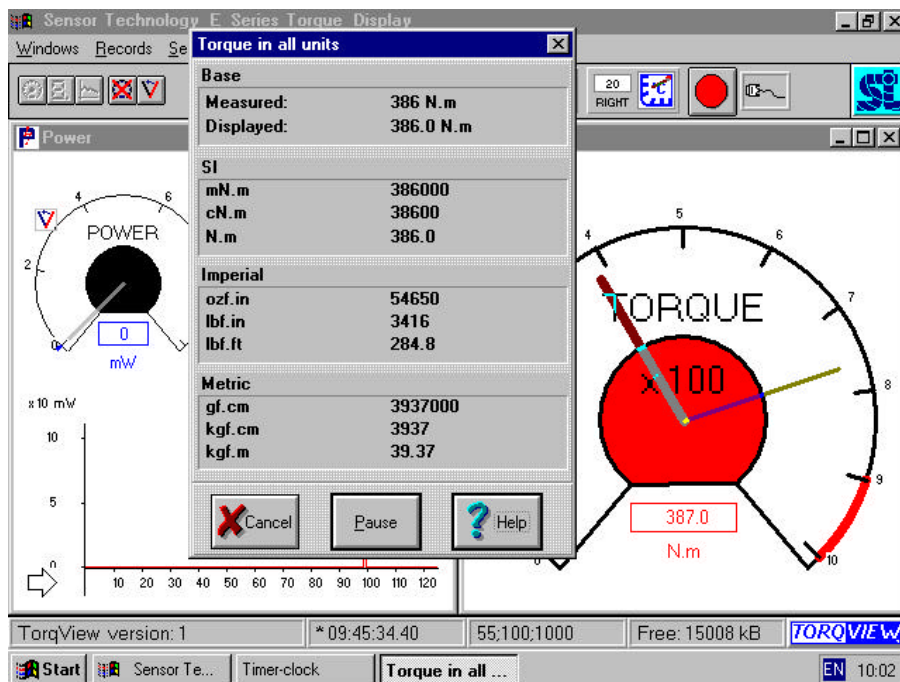 Sensor Technology E Series Torque Display
Windows Records Se
Torque in all units
Base
Measured: 386 N.m
Displayed: 386.0 N.m
SI
mN.m 386000
cN.m 38600
N.m 386.0
Imperial
ozf.in 54650
lbf.in 3416
lbf.ft 284.8
Metric
gf.cm 3937000
kgf.cm 3937
kgf.m 39.37
Cancel Pause Help
20
RIGHT
Power
0 2 4 6
POWER
0
mW
x10 mW
10
5
0
10 20 30 40 50 60 70 80 90 100 110 120
4 5 6 7 8 9 10
TORQUE
x 100
387.0
N.m
TorqView version: 1 * 09:45:34.40 55;100;1000 Free: 15008 kB TORQVIEW
Start Sensor Te... Timer-clock Torque in all ... EN 10:02